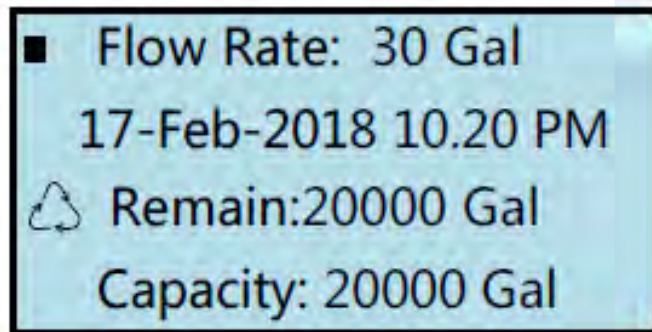 Flow Rate: 30 Gal
17-Feb-2018 10.20 PM
Remain:20000 Gal
Capacity: 20000 Gal